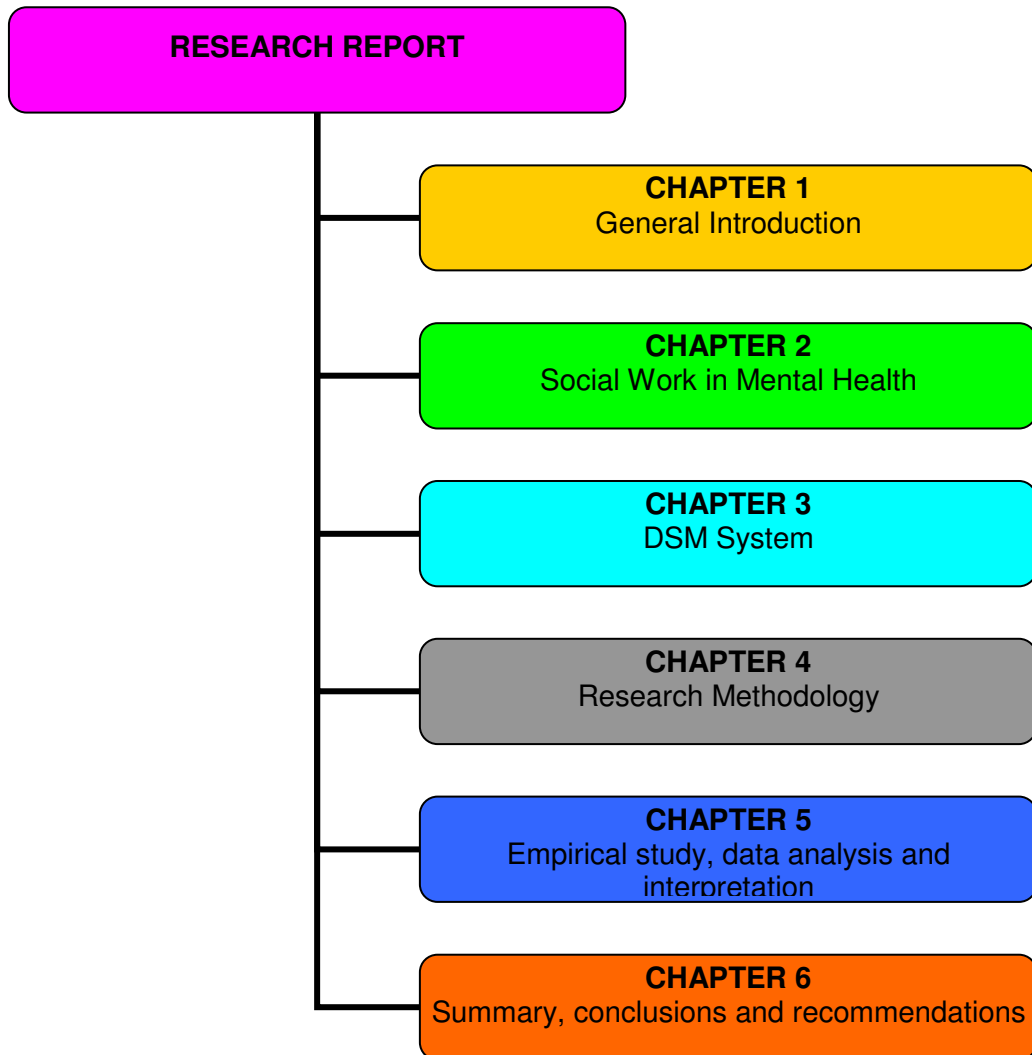 RESEARCH REPORT
CHAPTER 1
General Introduction
CHAPTER 2
Social Work in Mental Health
CHAPTER 3
DSM System
CHAPTER 4
Research Methodology
CHAPTER 5
Empirical study, data analysis and
interpretation
CHAPTER 6
Summary, conclusions and recommendations